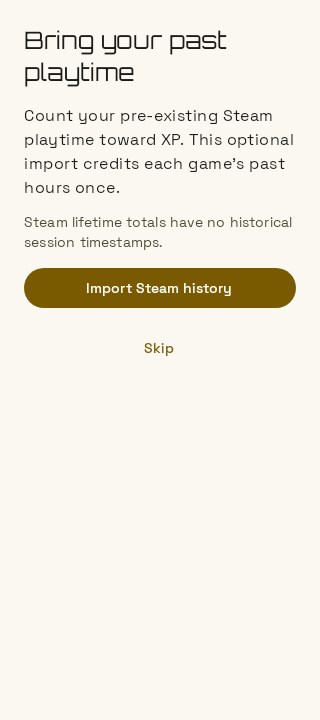 Bring your past
playtime
Count your pre-existing Steam
playtime toward XP. This optional
import credits each game’s past
hours once.
Steam lifetime totals have no historical
session timestamps.
Import Steam history
Skip